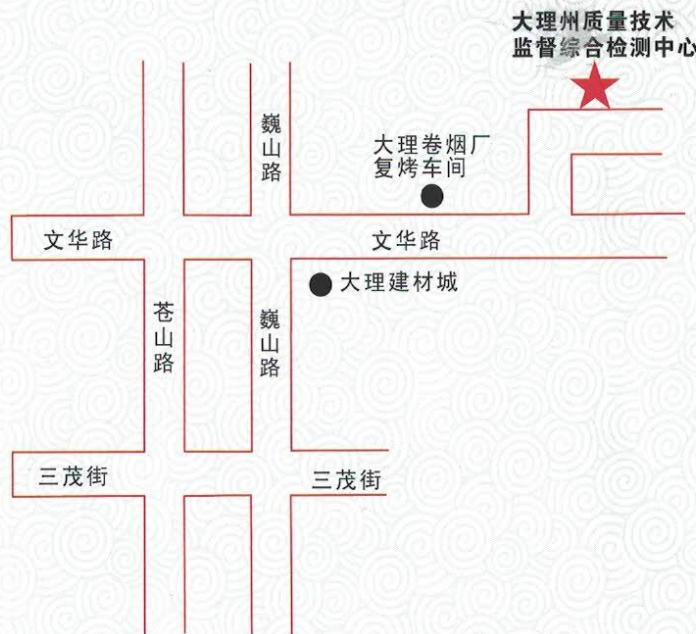 大理州质量技术
监督综合检测中心
巍山路
大理卷烟厂
复烤车间
文华路
文华路
大理建材城
苍山路
巍山路
三茂街
三茂街